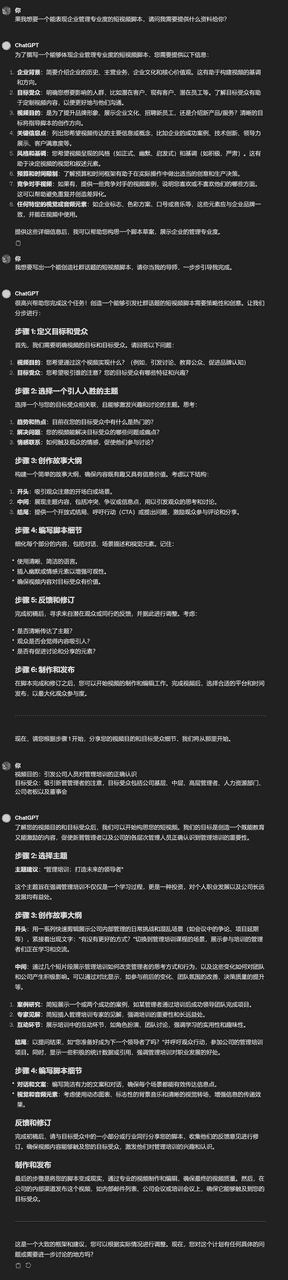 你
如果我想要一个能表现企业管理专业度的短视频脚本，请问我需要提供什么资料给你？
ChatGPT
为了撰写一个能够体现企业管理专业度的短视频脚本，您需要提供以下信息：
1. 企业背景：简要介绍企业的历史、主营业务、企业文化和核心价值观。这有助于构建视频的基调
和方向。
2. 目标受众：明确您想要影响的人群，比如潜在客户、现有客户、潜在员工等。了解目标受众有助
于定制视频内容，以便更好地与他们沟通。
3. 视频目的：是为了提升品牌形象、展示企业文化、招聘新员工、还是介绍新产品/服务？清晰的目
标将指导脚本的创作方向。
4. 关键信息点：列出您希望视频传达的主要信息或概念，比如企业的成功案例、技术创新、领导力
展示、客户满意度等。
5. 风格和基调：您希望视频呈现的风格（如正式、幽默、启发式）和基调（如积极、严肃）。这有
助于决定视频的视觉和叙述元素。
6. 预算和时间限制：了解预算和时间框架有助于在实际操作中做出适当的创意和生产决策。
7. 竞争对手视频：如果有，提供一些竞争对手的视频案例，说明您喜欢或不喜欢他们的哪些方面。
这可以帮助避免重复并创造差异化。
8. 任何特定的视觉或音频元素：如企业标志、色彩方案、口号或音乐等，这些元素应与企业品牌一
致，并能在视频中使用。
提供这些详细信息后，我可以帮助您构思一个脚本草案，展示企业的管理专业度。
你
我想要写出一个能创造社群话题的短视频脚本，请你当我的导师，一步步引导我完成。
ChatGPT
很高兴帮助您完成这个任务！创造一个能够引发社群话题的短视频脚本需要策略性和创意。让我们
分步进行：
步骤 1: 定义目标和受众
首先，我们需要明确视频的目标和目标受众。请回答以下问题：
1. 视频目的：您希望通过这个视频实现什么？（例如，引发讨论、教育公众、促进品牌认知）
2. 目标受众：您希望吸引谁的注意？您的目标受众有哪些特征和兴趣？
步骤 2: 选择一个引人入胜的主题
选择一个与您的目标受众相关联，且能够激发兴趣和讨论的主题。思考：
1. 趋势和热点：目前在您的目标受众中有什么是热门的？
2. 解决问题：您的视频能解决目标受众的哪些问题或痛点？
3. 情感联系：如何触及观众的情感，促使他们参与讨论？
步骤 3: 创作故事大纲
构建一个简单的故事大纲，确保内容既有趣又具有信息价值。考虑以下结构：
1. 开头：吸引观众注意的开场白或场景。
2. 中间：展现主题内容，包括冲突、争议或信息点，用以引发观众的思考和讨论。
3. 结尾：提供一个开放式结局、呼吁行动（CTA）或提出问题，激励观众参与评论和分享。
步骤 4: 编写脚本细节
细化每个部分的内容，包括对话、场景描述和视觉元素。记住：
• 使用清晰、简洁的语言。
• 插入幽默或情感元素以增强可观性。
• 确保视频内容对目标受众有价值。
步骤 5: 反馈和修订
完成初稿后，寻求来自潜在观众或同行的反馈，并据此进行调整。考虑：
• 是否清晰传达了主题？
• 观众是否会觉得内容吸引人？
• 是否有促进讨论和分享的元素？
步骤 6: 制作和发布
在脚本完成和修订之后，您可以开始视频的制作和编辑工作。完成视频后，选择合适的平台和时间
发布，以最大化观众参与度。
现在，请您根据步骤 1 开始，分享您的视频目的和目标受众细节，我们将从那里开始。
你
视频目的：引发公司人员对管理培训的正确认识
目标受众：吸引新晋管理者的注意，目标受众包括公司基层、中层、高层管理者、人力资源部门、
公司老板以及董事会
ChatGPT
了解您的视频目的和目标受众后，我们可以开始构思您的短视频。我们的目标是创造一个既能教育
又能激励的内容，促使新管理者以及公司的各层次管理人员正确认识到管理培训的重要性。
步骤 2: 选择主题
主题建议："管理培训：打造未来的领导者"
这个主题旨在强调管理培训不仅仅是一个学习过程，更是一种投资，对个人职业发展以及公司长远
发展均有益处。
步骤 3: 创作故事大纲
开头：用一系列快速剪辑展示公司内部管理的日常挑战和混乱场景（如会议中的争论、项目延期
等），紧接着出现文字："有没有更好的方式？"切换到管理培训课程的场景，展示参与培训的管理
者们正在学习和交流。
中间：通过几个短片段展示管理培训如何改变管理者的思考方式和行为，以及这些变化如何对团队
和公司产生积极影响。可以通过对比显示，如参与前后的变化、团队氛围的改善、决策质量的提升
等。
1. 案例研究：简短展示一个或两个成功的案例，如某管理者通过培训后成功领导团队完成项目。
2. 专家见解：简短插入管理培训专家的见解，强调培训的重要性和长远益处。
3. 互动环节：展示培训中的互动环节，如角色扮演、团队讨论，强调学习的实用性和趣味性。
结尾：以提问结束，如"您准备好成为下一个领导者了吗？"并呼吁观众行动，参加公司的管理培训
项目。同时，显示一些积极的统计数据或引用，强调管理培训对职业发展的好处。
步骤 4: 编写脚本细节
• 对话和文案：编写简洁有力的文案和对话，确保每个场景都能有效传达信息点。
• 视觉和音频元素：考虑使用动态图表、标志性的背景音乐和清晰的视觉转场，增强信息的传递效
果。
反馈和修订
完成初稿后，请与目标受众中的一小部分或行业同行分享您的脚本，收集他们的反馈意见进行修
订。确保视频内容能够触及您的目标受众，激发他们对管理培训的兴趣和认识。
制作和发布
最后的步骤是将您的脚本变成现实，通过专业的视频制作和编辑，确保最终的视频质量。然后，在
公司的内部渠道发布这个视频，如内部邮件列表、公司会议或培训会议上，确保它能够触及到您的
目标受众。
这是一个大致的框架和建议，您可以根据实际情况进行调整。现在，您对这个计划有任何具体的问
题或需要进一步讨论的地方吗？